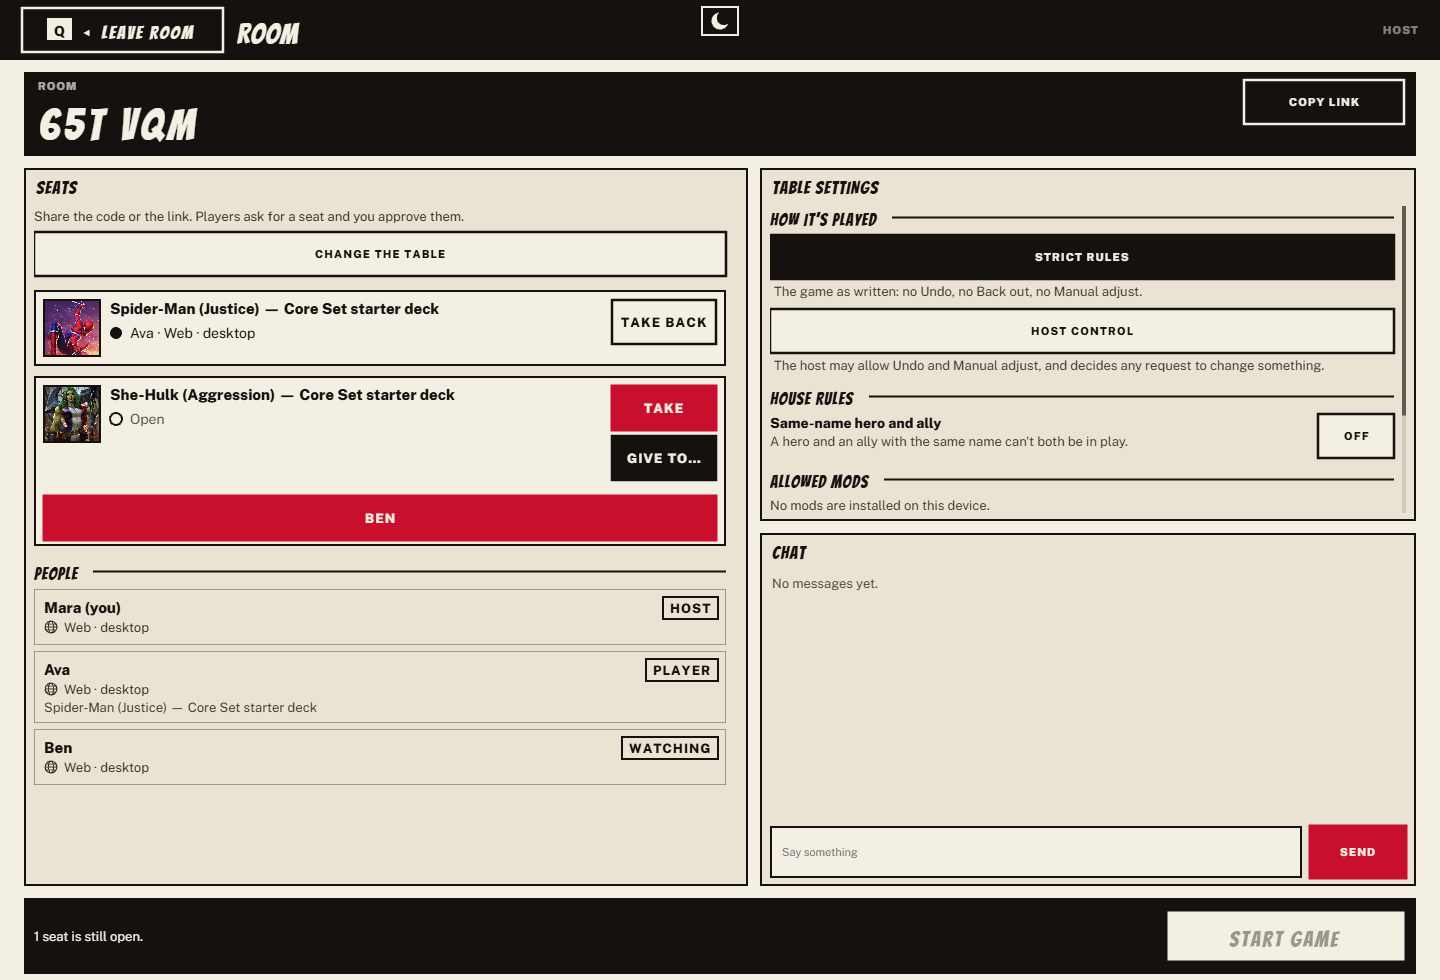 Q ◂ LEAVE ROOM
ROOM
HOST
ROOM
65T VQM
COPY LINK
SEATS
Share the code or the link. Players ask for a seat and you approve them.
CHANGE THE TABLE
Spider-Man (Justice) — Core Set starter deck
Ava · Web · desktop
TAKE BACK
She-Hulk (Aggression) — Core Set starter deck
Open
TAKE
GIVE TO...
BEN
PEOPLE
Mara (you)
Web · desktop
HOST
Ava
Web · desktop
Spider-Man (Justice) — Core Set starter deck
PLAYER
Ben
Web · desktop
WATCHING
TABLE SETTINGS
HOW IT'S PLAYED
STRICT RULES
The game as written: no Undo, no Back out, no Manual adjust.
HOST CONTROL
The host may allow Undo and Manual adjust, and decides any request to change something.
HOUSE RULES
Same-name hero and ally
A hero and an ally with the same name can't both be in play.
OFF
ALLOWED MODS
No mods are installed on this device.
CHAT
No messages yet.
Say something
SEND
1 seat is still open.
START GAME